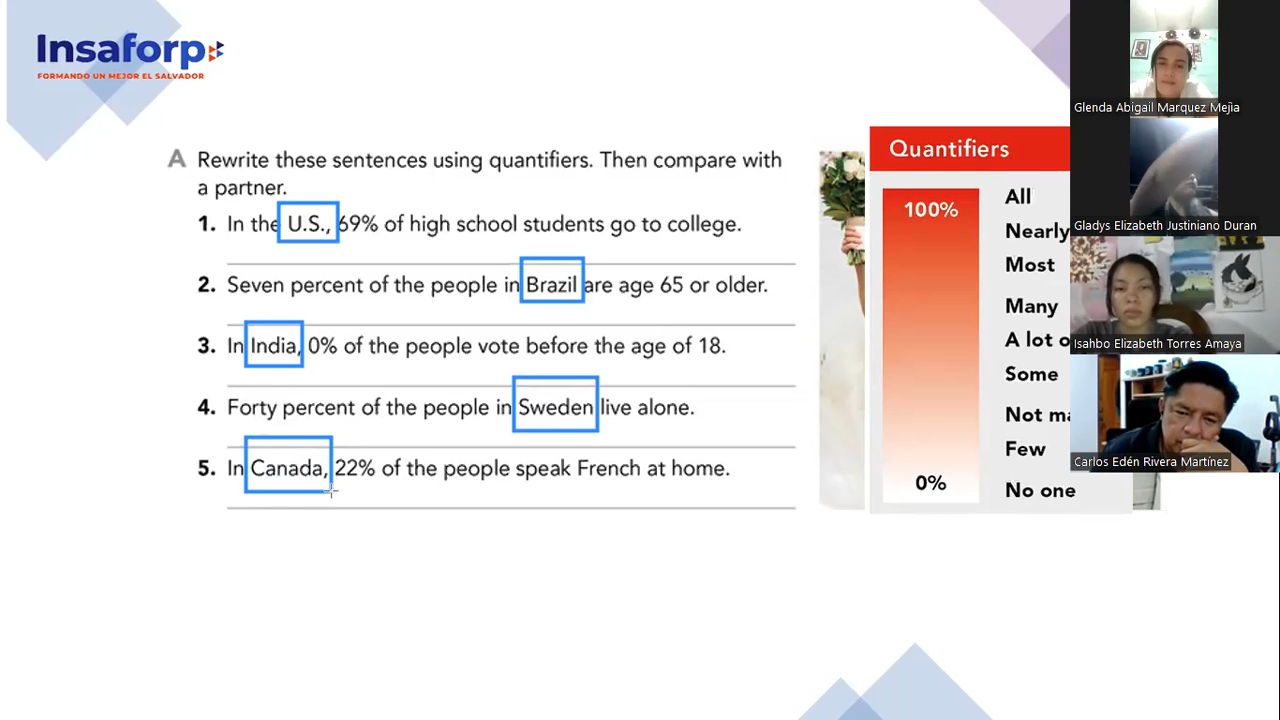 Insaforp
FORMANDO UN MEJOR EL SALVADOR
A Rewrite these sentences using quantifiers. Then compare with
a partner.
1. In the U.S., 69% of high school students go to college.
2. Seven percent of the people in Brazil are age 65 or older.
3. In India, 0% of the people vote before the age of 18.
4. Forty percent of the people in Sweden live alone.
5. In Canada, 22% of the people speak French at home.
Quantifiers
100%
0%
All
Nearly
Most
Many
A lot o
Some
Not ma
Few
No one
Glenda Abigail Marquez Mejia
Gladys Elizabeth Justiniano Duran
Isahbo Elizabeth Torres Amaya
Carlos Edén Rivera Martínez